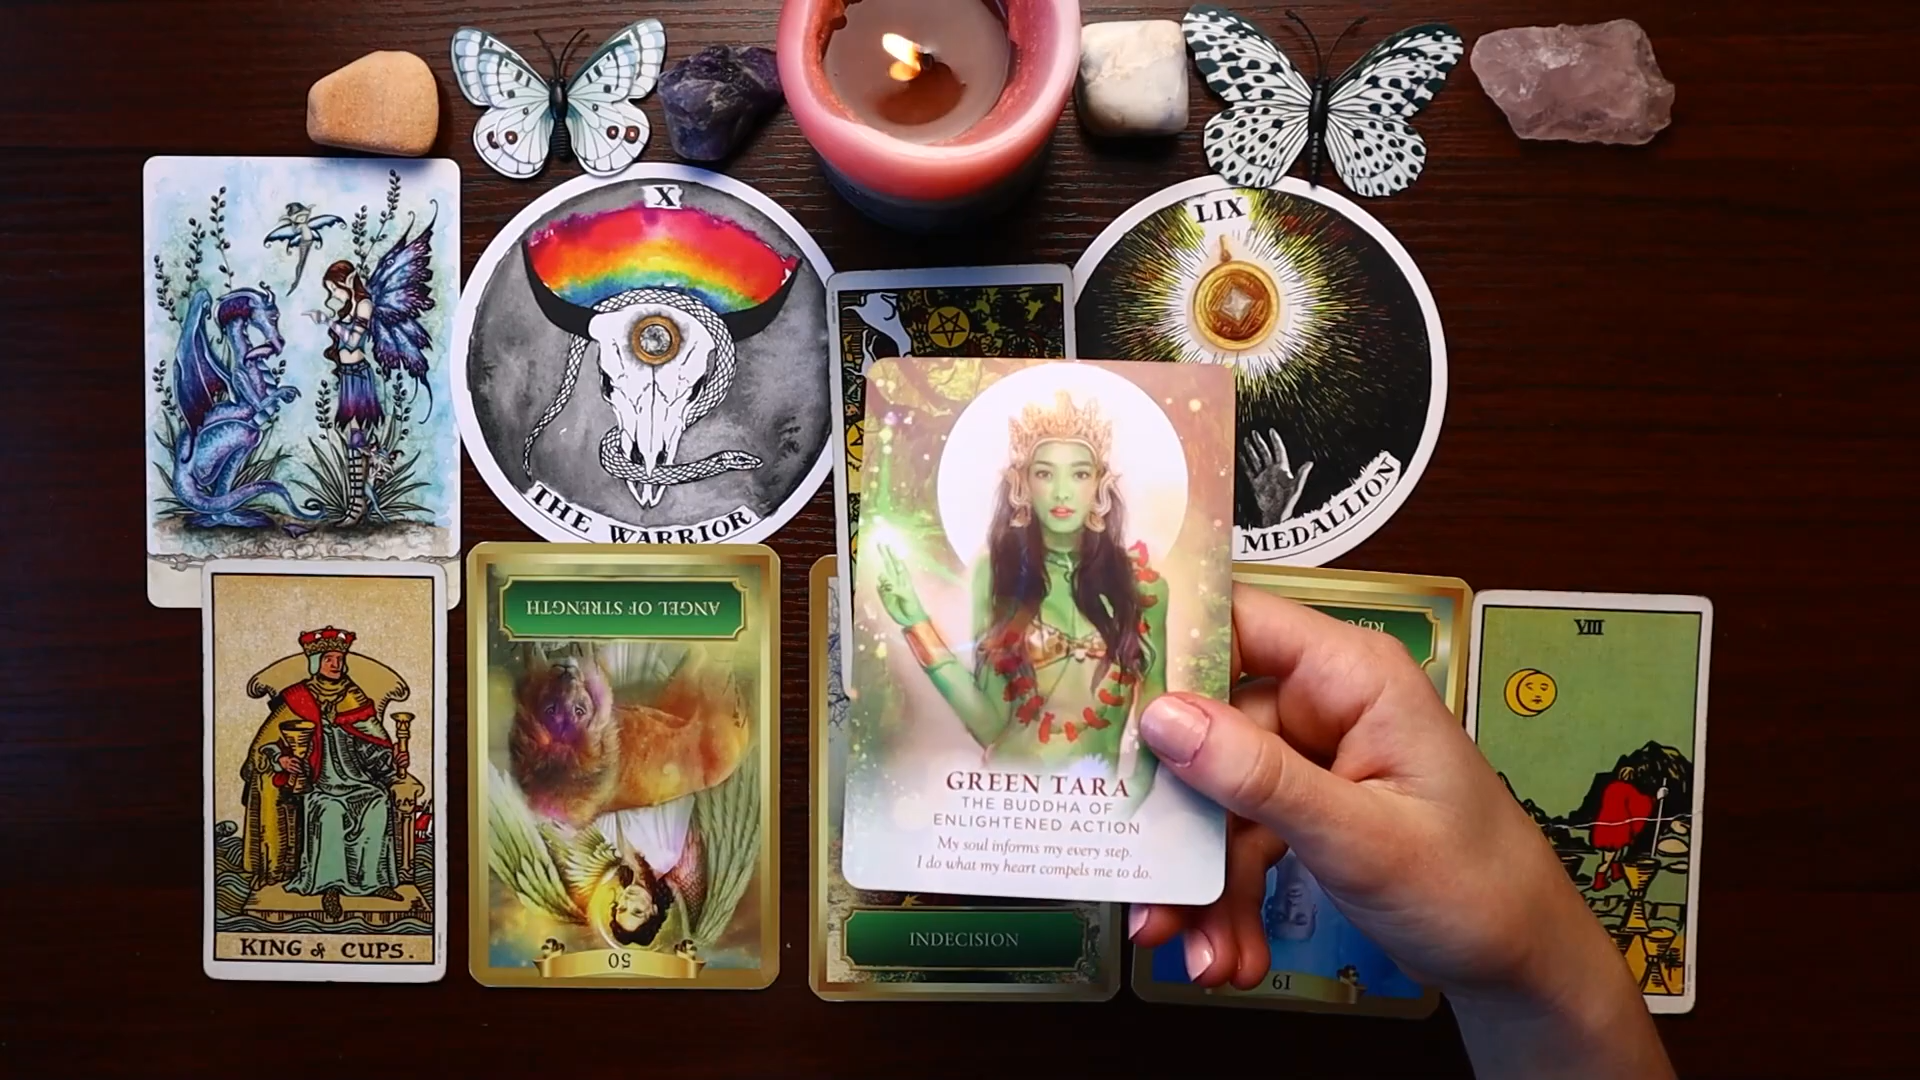 X
THE WARRIOR
LIX
MEDALLION
KING of CUPS.
ANGEL OF STRENGTH
50
INDECISION
GREEN TARA
THE BUDDHA OF
ENLIGHTENED ACTION
My soul informs my every step.
I do what my heart compels me to do.
VIII